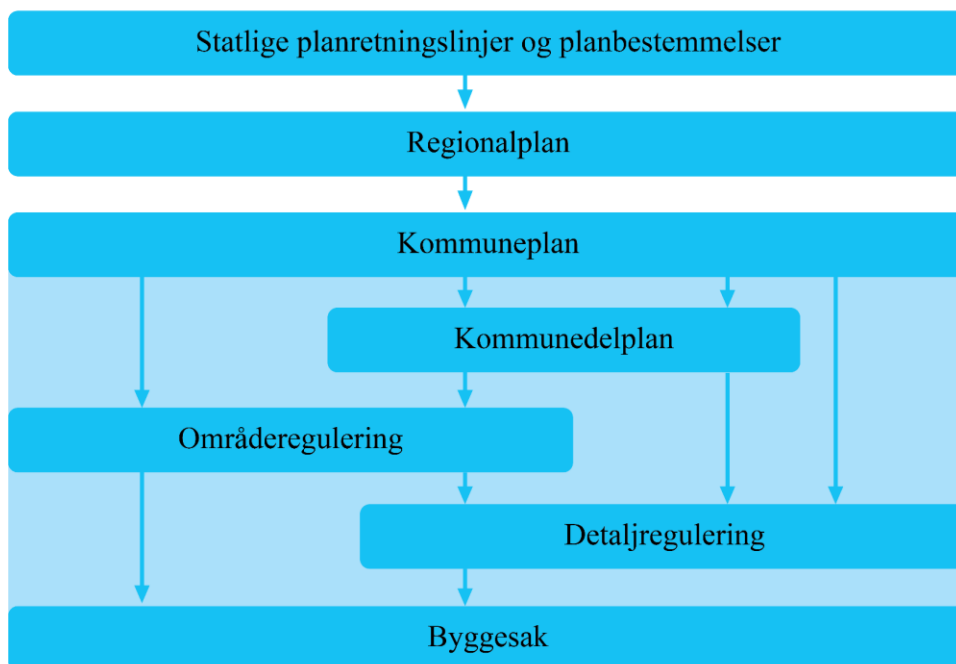 Statlige planretningslinjer og planbestemmelser
Regionalplan
Kommuneplan
Kommunedelplan
Områderegulering
Detaljregulering
Byggesak